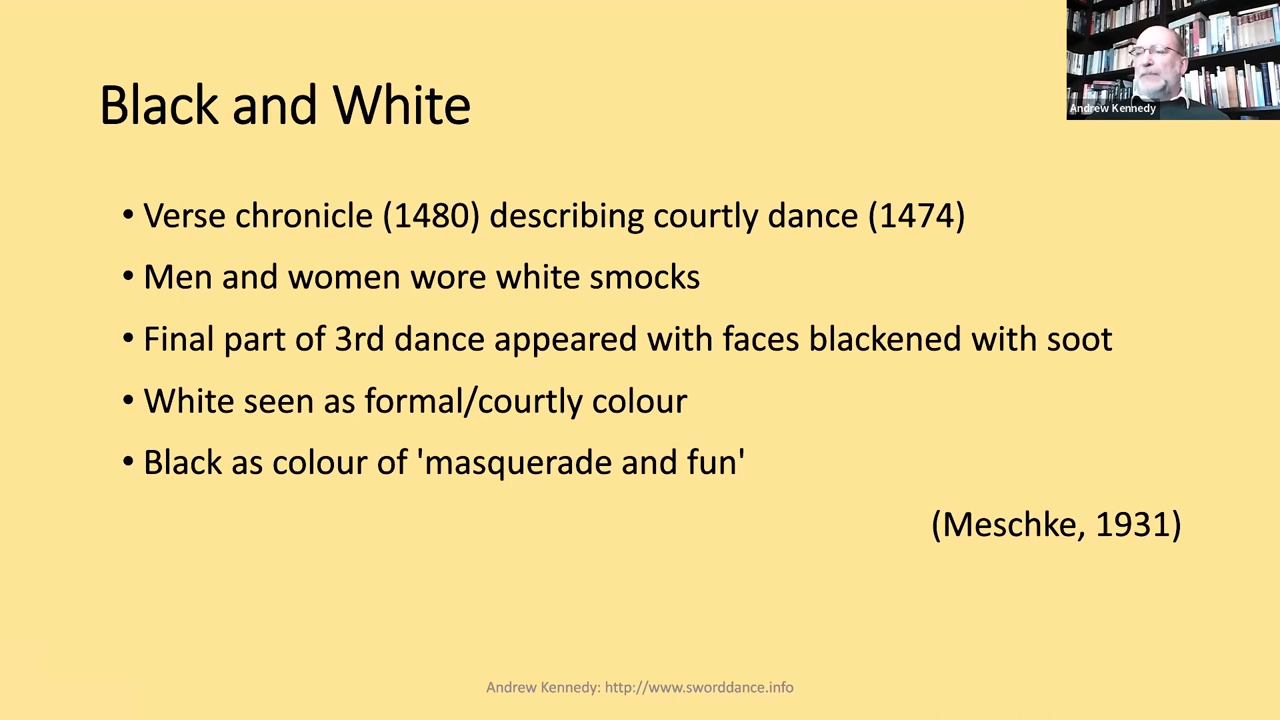 Andrew Kennedy
Black and White
• Verse chronicle (1480) describing courtly dance (1474)
• Men and women wore white smocks
• Final part of 3rd dance appeared with faces blackened with soot
• White seen as formal/courtly colour
• Black as colour of 'masquerade and fun'
(Meschke, 1931)
Andrew Kennedy: http://www.sworddance.info